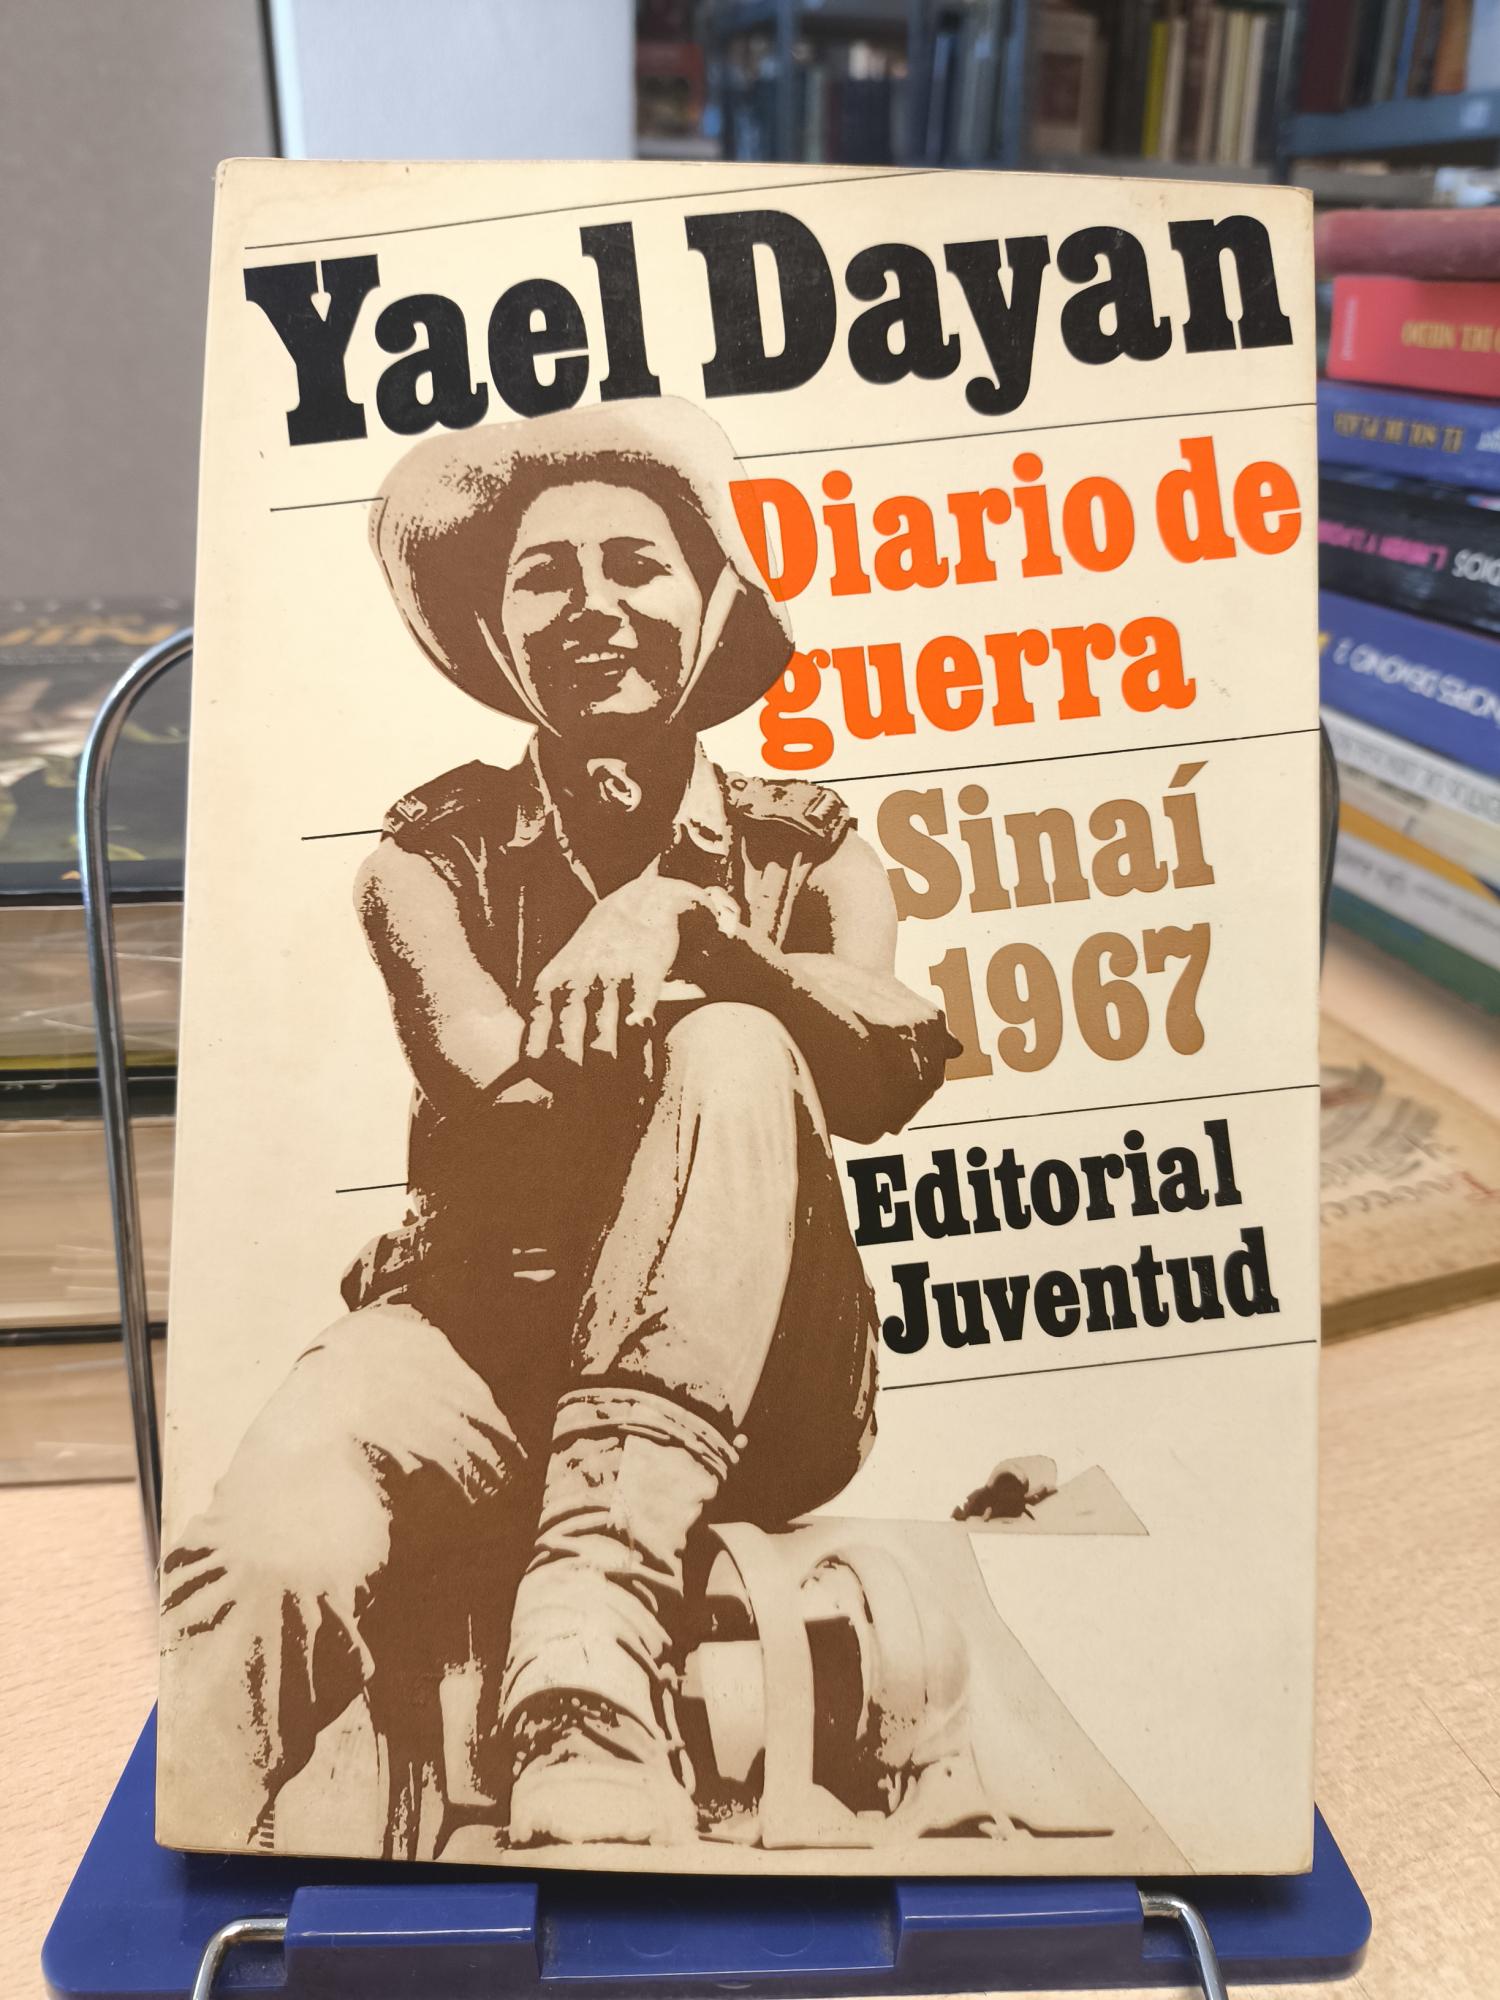 Yael Dayan
Diario de
guerra
Sinaí
1967
Editorial
Juventud